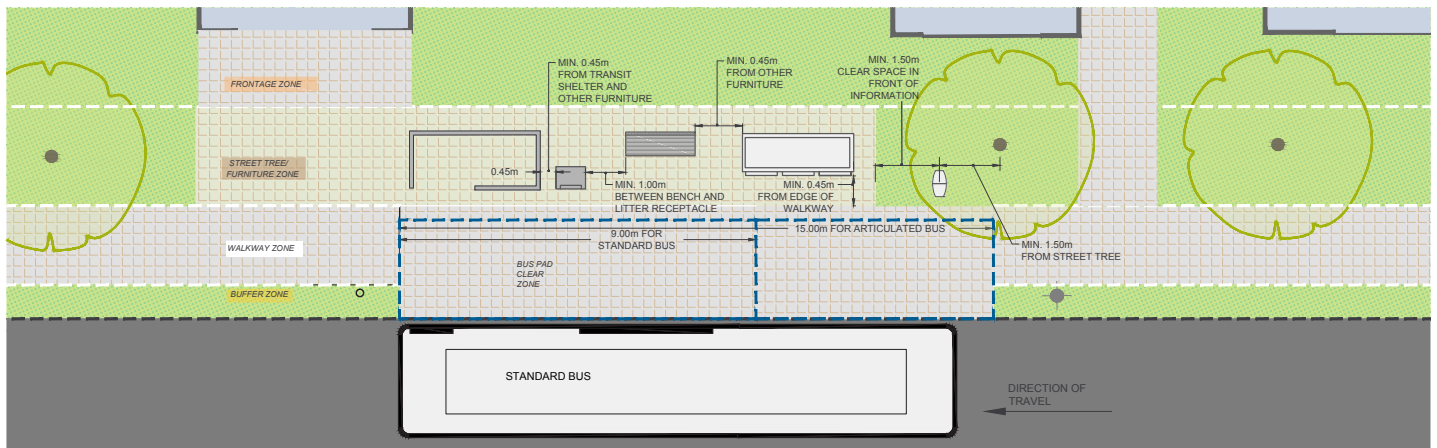 FRONTAGE ZONE
MIN. 0.45m
FROM TRANSIT
SHELTER AND
OTHER FURNITURE
MIN. 0.45m
FROM OTHER
FURNITURE
MIN. 1.50m
CLEAR SPACE IN
FRONT OF
INFORMATION
STREET TREE/
FURNITURE ZONE
0.45m
MIN. 1.00m
BETWEEN BENCH AND
LITTER RECEPTACLE
MIN. 0.45m
FROM EDGE OF
WALKWAY
WALKWAY ZONE
9.00m FOR
STANDARD BUS
15.00m FOR ARTICULATED BUS
MIN. 1.50m
FROM STREET TREE
BUS PAD
CLEAR
ZONE
BUFFER ZONE
STANDARD BUS
DIRECTION OF
TRAVEL